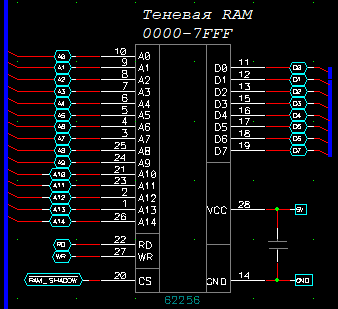 Теневая RAM
0000-7FFF
A0 10 A0
A1 9 A1
A2 8 A2
A3 7 A3
A4 6 A4
A5 5 A5
A6 4 A6
A7 3 A7
A8 25 A8
A9 24 A9
A10 21 A10
A11 23 A11
A12 2 A12
A13 1 A13
A14 26 A14
RD 22 RD
WR 27 WR
RAM_SHADOW 20 CS
D0 11 D0
D1 12 D1
D2 13 D2
D3 15 D3
D4 16 D4
D5 17 D5
D6 18 D6
D7 19 D7
VCC 28 5V
GND 14 GND
62256